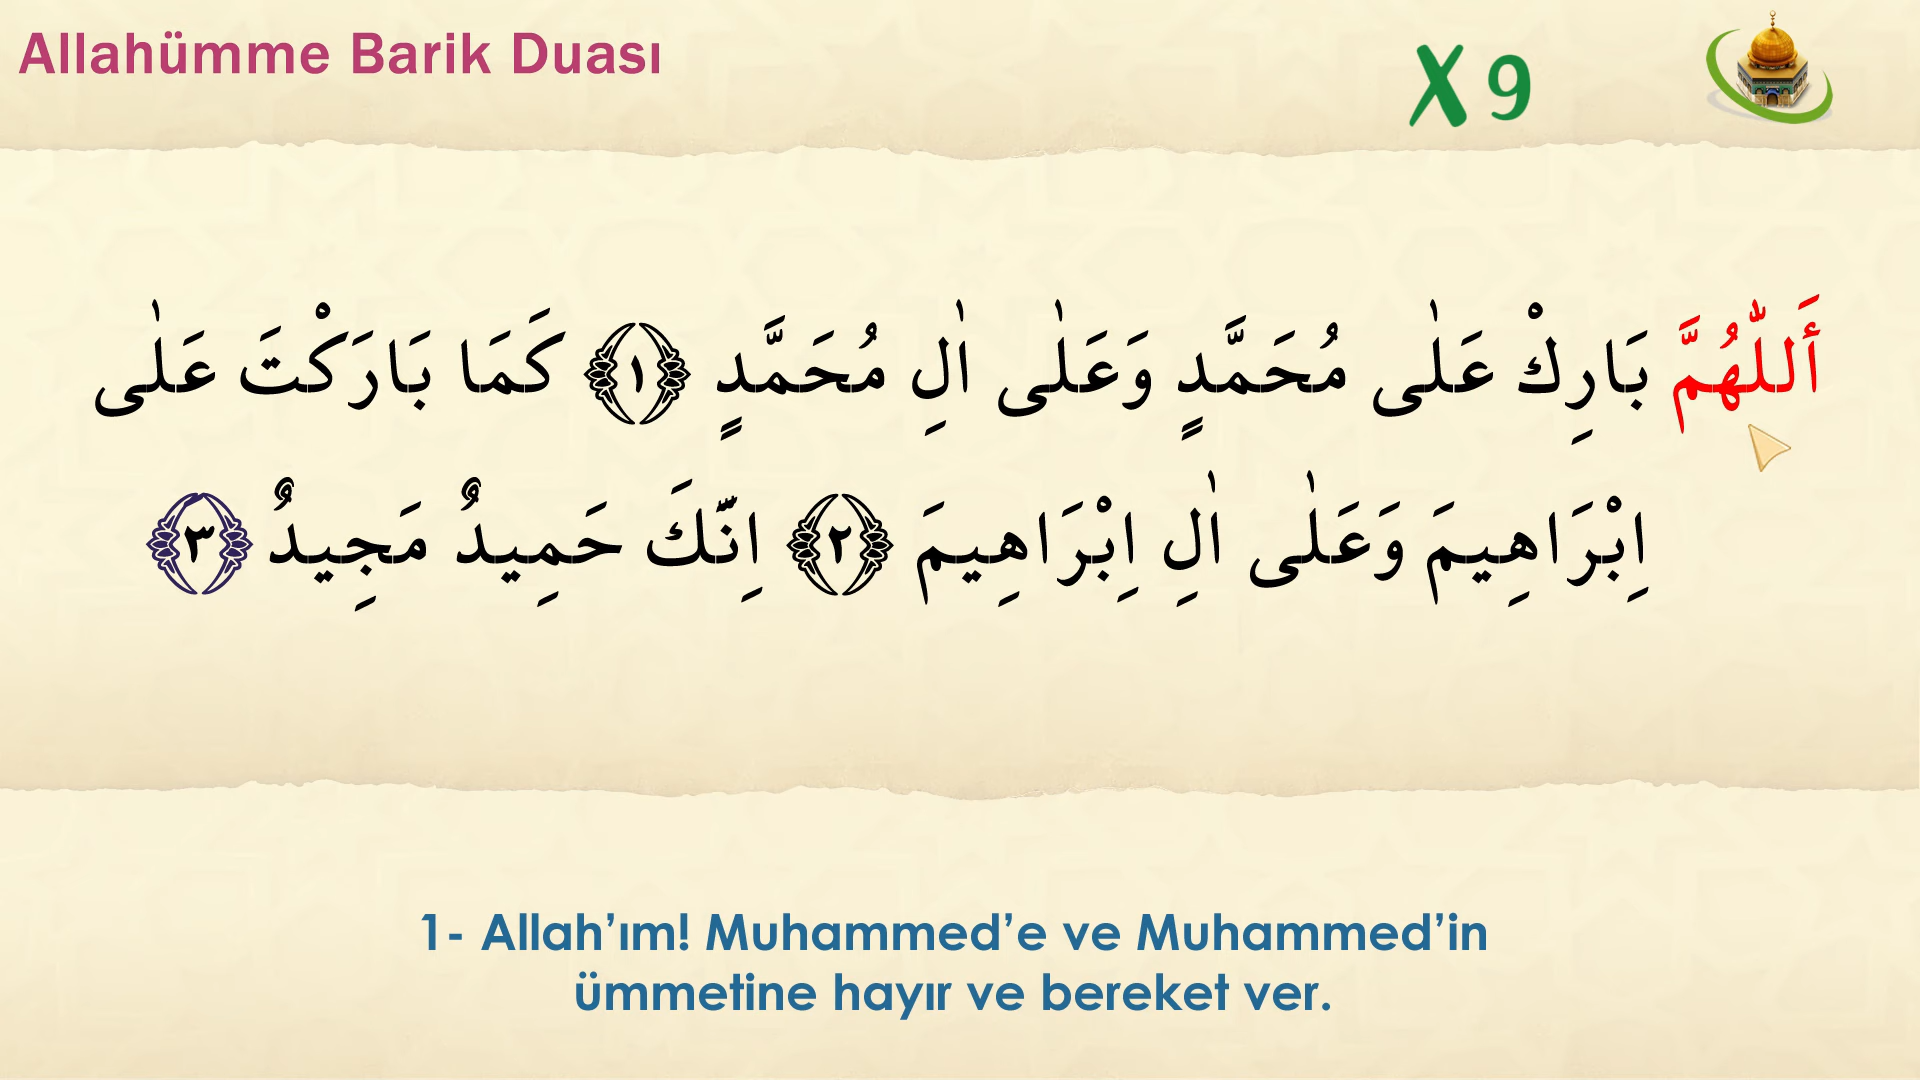 Allahümme Barik Duası
X 9
أَللّٰهُمَّ بَارِكْ عَلٰى مُحَمَّدٍ وَعَلٰى اٰلِ مُحَمَّدٍ ﴿١﴾ كَمَا بَارَكْتَ عَلٰى
اِبْرَاهِيمَ وَعَلٰى اٰلِ اِبْرَاهِيمَ ﴿٢﴾ اِنَّكَ حَمِيدٌ مَجِيدٌ ﴿٣﴾
1- Allah’ım! Muhammed’e ve Muhammed’in
ümmetine hayır ve bereket ver.